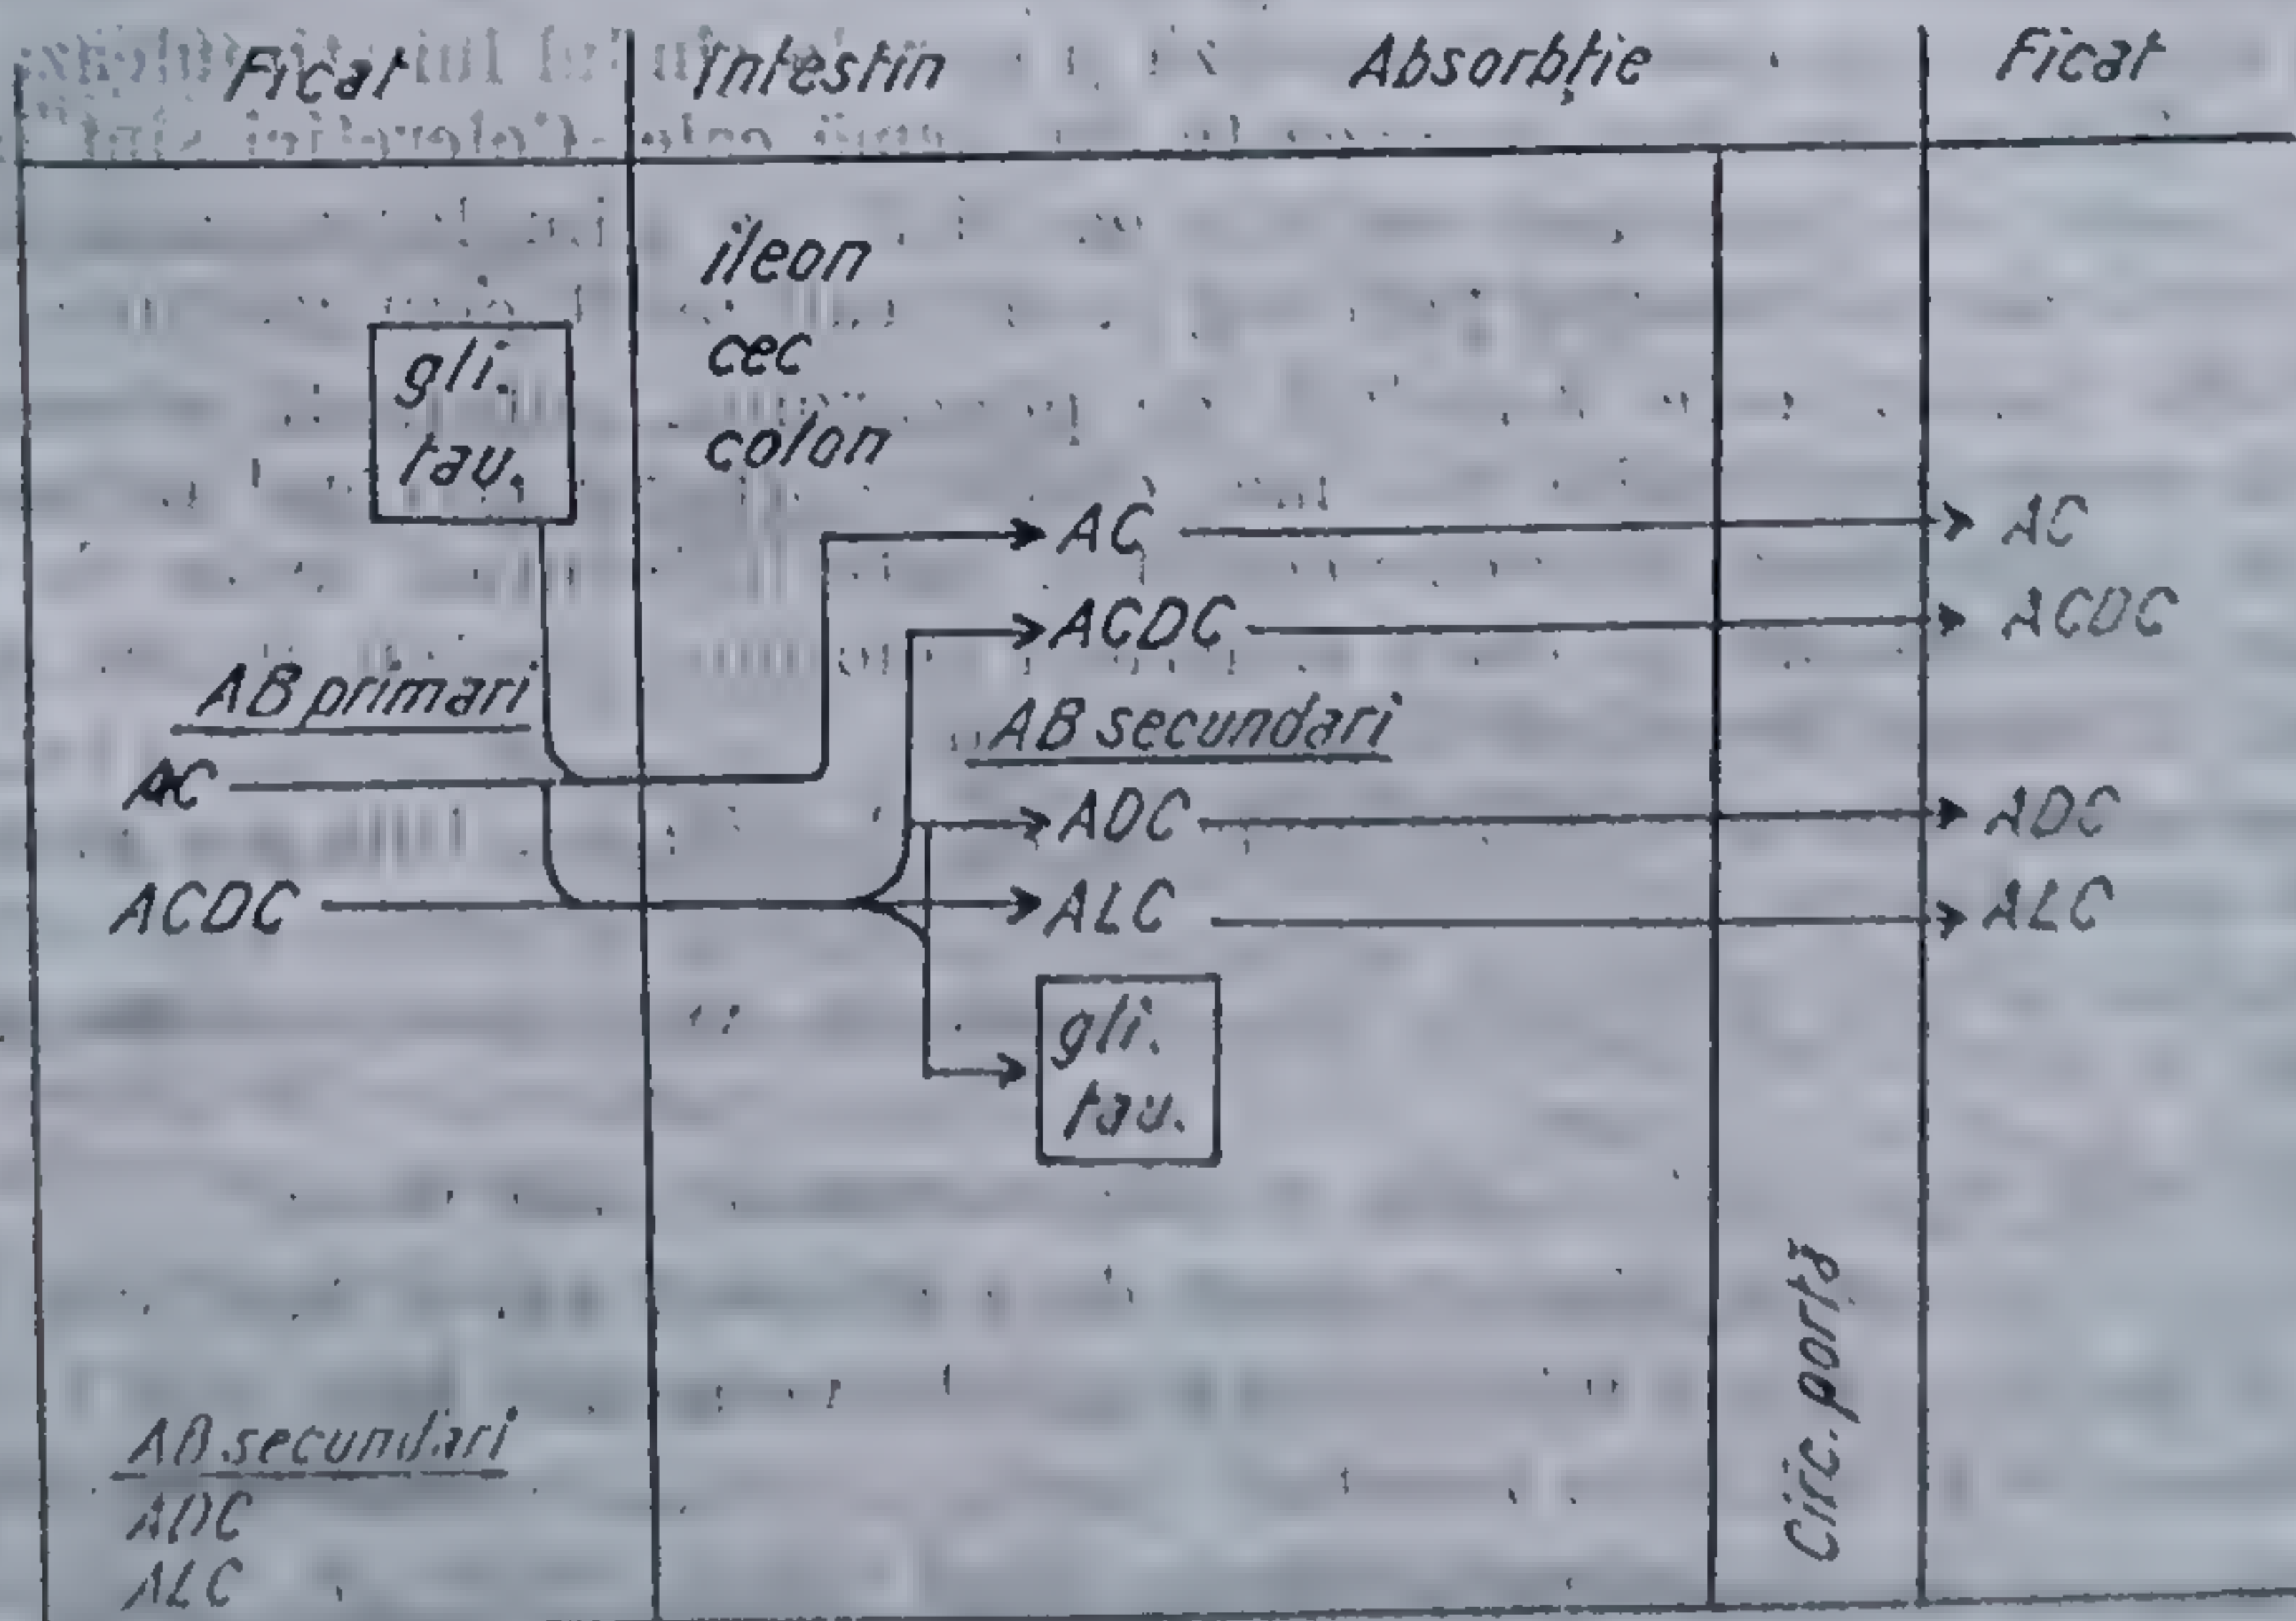 Ficat
Intestin
Absorbție
Ficat
ileon
cec
colon
gli.
tau.
AB primari
AC
ACDC
AC
ACDC
AB secundari
ADC
ALC
gli.
tau.
AC
ACDC
ADC
ALC
Circ. portă
AB secundari
ADC
ALC